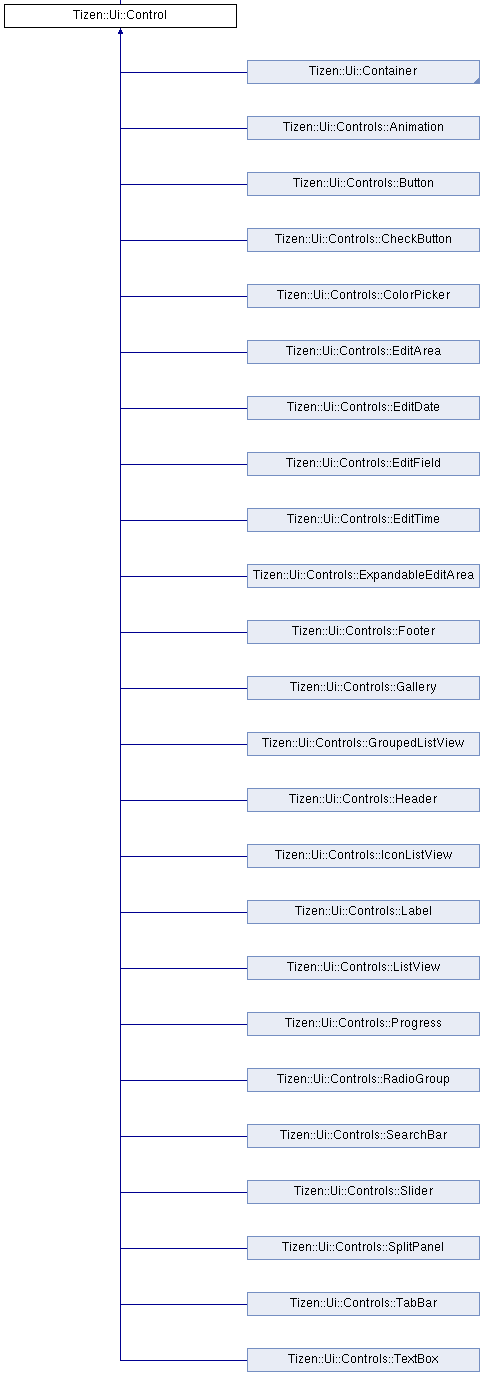 Tizen::Ui::Control
Tizen::Ui::Container
Tizen::Ui::Controls::Animation
Tizen::Ui::Controls::Button
Tizen::Ui::Controls::CheckButton
Tizen::Ui::Controls::ColorPicker
Tizen::Ui::Controls::EditArea
Tizen::Ui::Controls::EditDate
Tizen::Ui::Controls::EditField
Tizen::Ui::Controls::EditTime
Tizen::Ui::Controls::ExpandableEditArea
Tizen::Ui::Controls::Footer
Tizen::Ui::Controls::Gallery
Tizen::Ui::Controls::GroupedListView
Tizen::Ui::Controls::Header
Tizen::Ui::Controls::IconListView
Tizen::Ui::Controls::Label
Tizen::Ui::Controls::ListView
Tizen::Ui::Controls::Progress
Tizen::Ui::Controls::RadioGroup
Tizen::Ui::Controls::SearchBar
Tizen::Ui::Controls::Slider
Tizen::Ui::Controls::SplitPanel
Tizen::Ui::Controls::TabBar
Tizen::Ui::Controls::TextBox